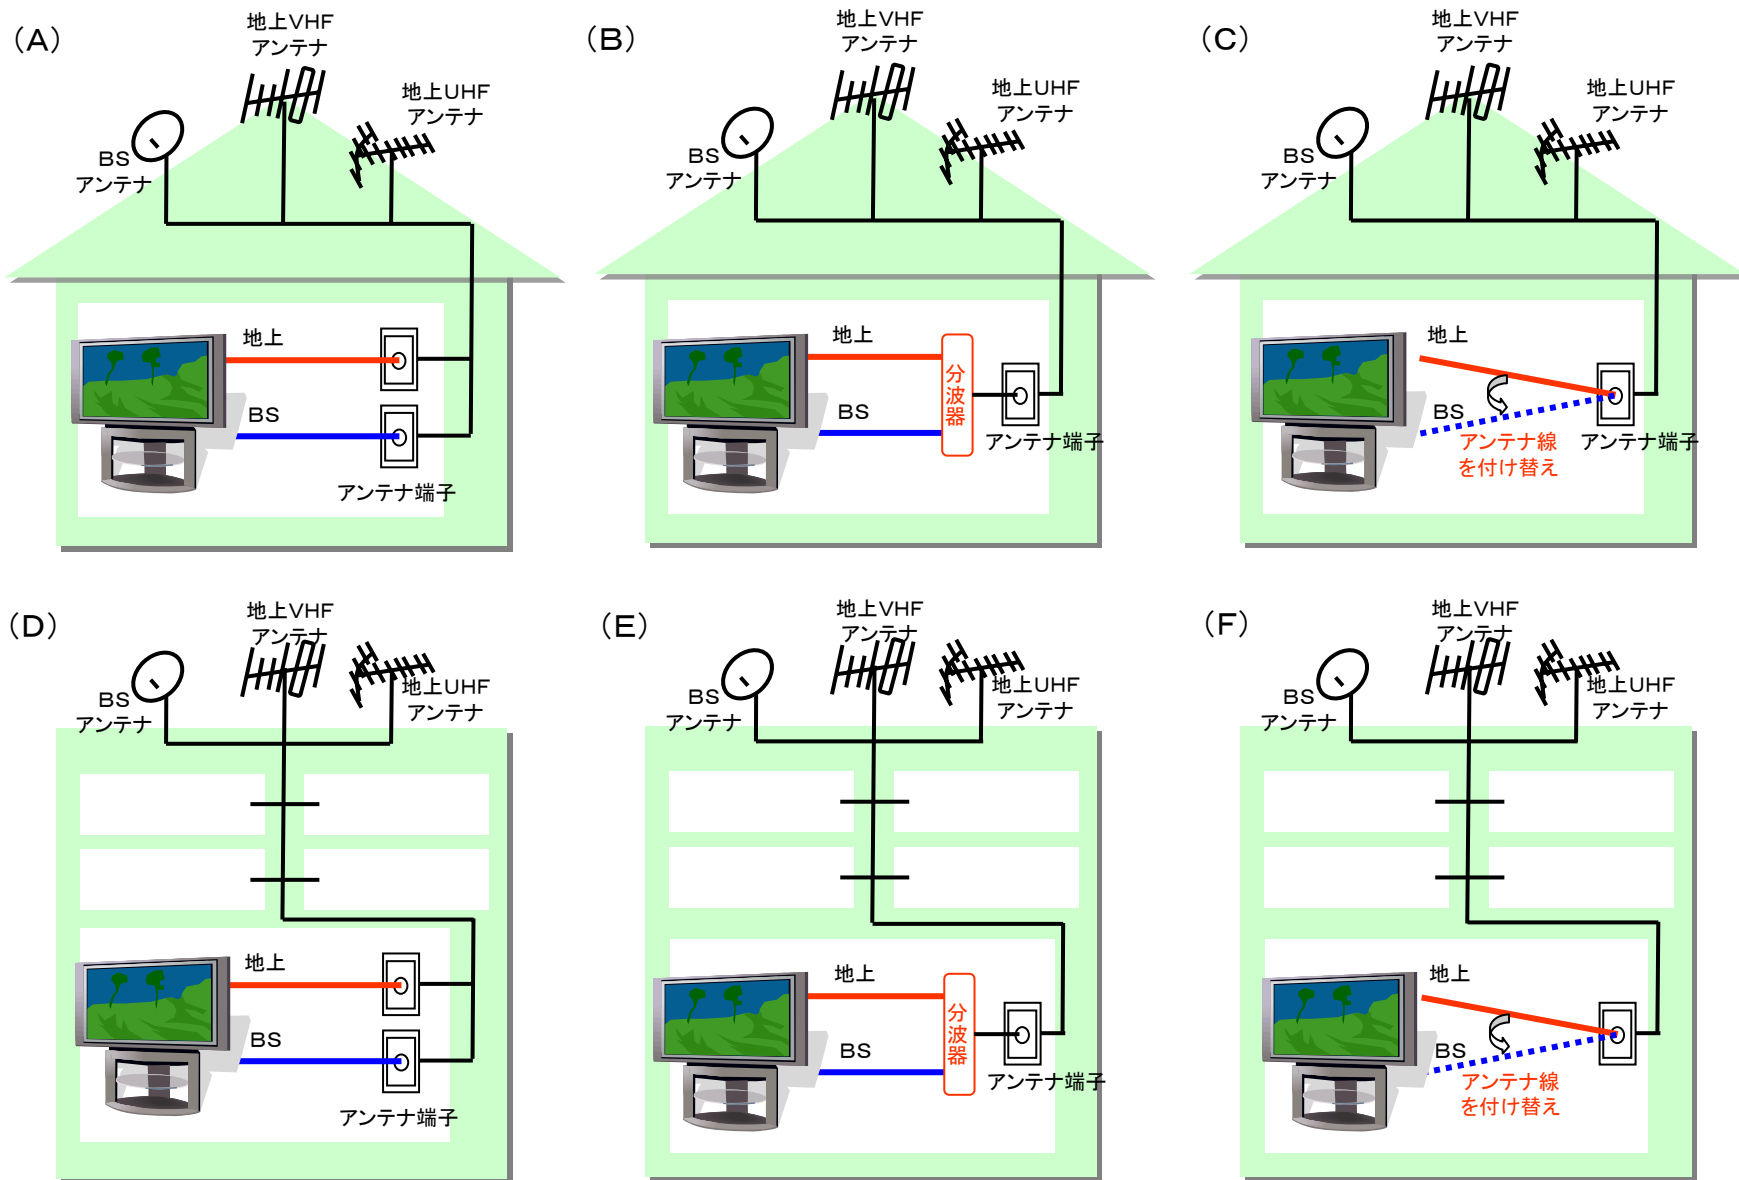 (A)
地上VHF
アンテナ
地上UHF
アンテナ
BS
アンテナ
地上
BS
アンテナ端子
(B)
地上VHF
アンテナ
地上UHF
アンテナ
BS
アンテナ
地上
分波器
BS
アンテナ端子
(C)
地上VHF
アンテナ
地上UHF
アンテナ
BS
アンテナ
地上
BS
アンテナ線
を付け替え
アンテナ端子
(D)
地上VHF
アンテナ
地上UHF
アンテナ
BS
アンテナ
地上
BS
アンテナ端子
(E)
地上VHF
アンテナ
地上UHF
アンテナ
BS
アンテナ
地上
分波器
BS
アンテナ端子
(F)
地上VHF
アンテナ
地上UHF
アンテナ
BS
アンテナ
地上
BS
アンテナ線
を付け替え